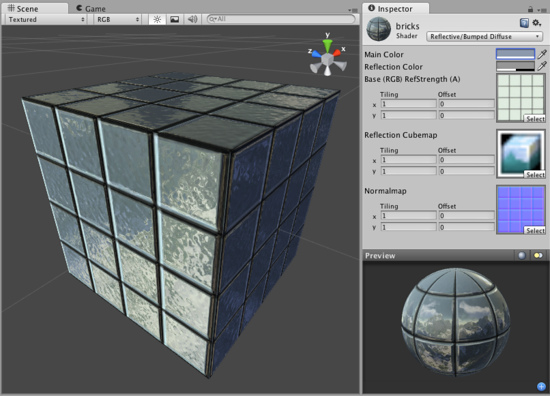 Scene
Game
Inspector
Textured
RGB
All
bricks
Shader
Reflective/Bumped Diffuse
Main Color
Reflection Color
Base (RGB) RefStrength (A)
Tiling Offset
x 1 0
y 1 0
Select
Reflection Cubemap
Tiling Offset
x 1 0
y 1 0
Select
Normalmap
Tiling Offset
x 1 0
y 1 0
Select
Preview
y
z
x